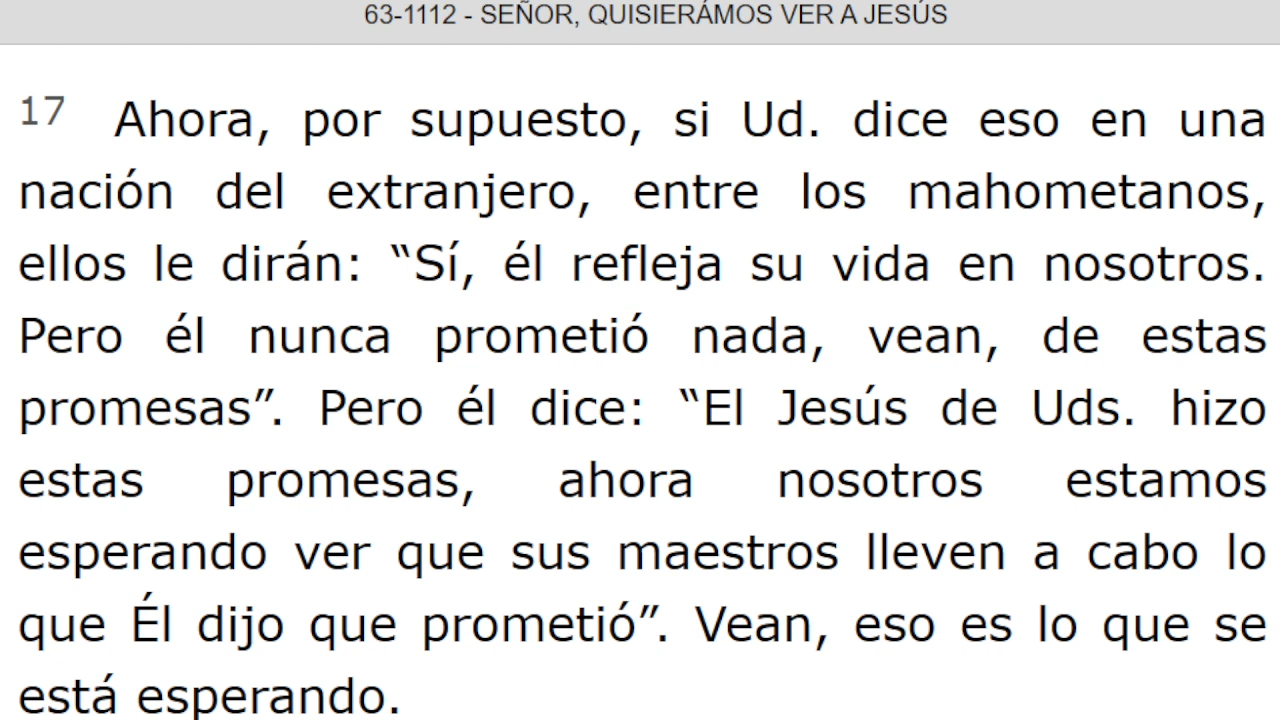 63-1112 - SEÑOR, QUISIERÁMOS VER A JESÚS
17 Ahora, por supuesto, si Ud. dice eso en una
nación del extranjero, entre los mahometanos,
ellos le dirán: “Sí, él refleja su vida en nosotros.
Pero él nunca prometió nada, vean, de estas
promesas”. Pero él dice: “El Jesús de Uds. hizo
estas promesas, ahora nosotros estamos
esperando ver que sus maestros lleven a cabo lo
que Él dijo que prometió”. Vean, eso es lo que se
está esperando.